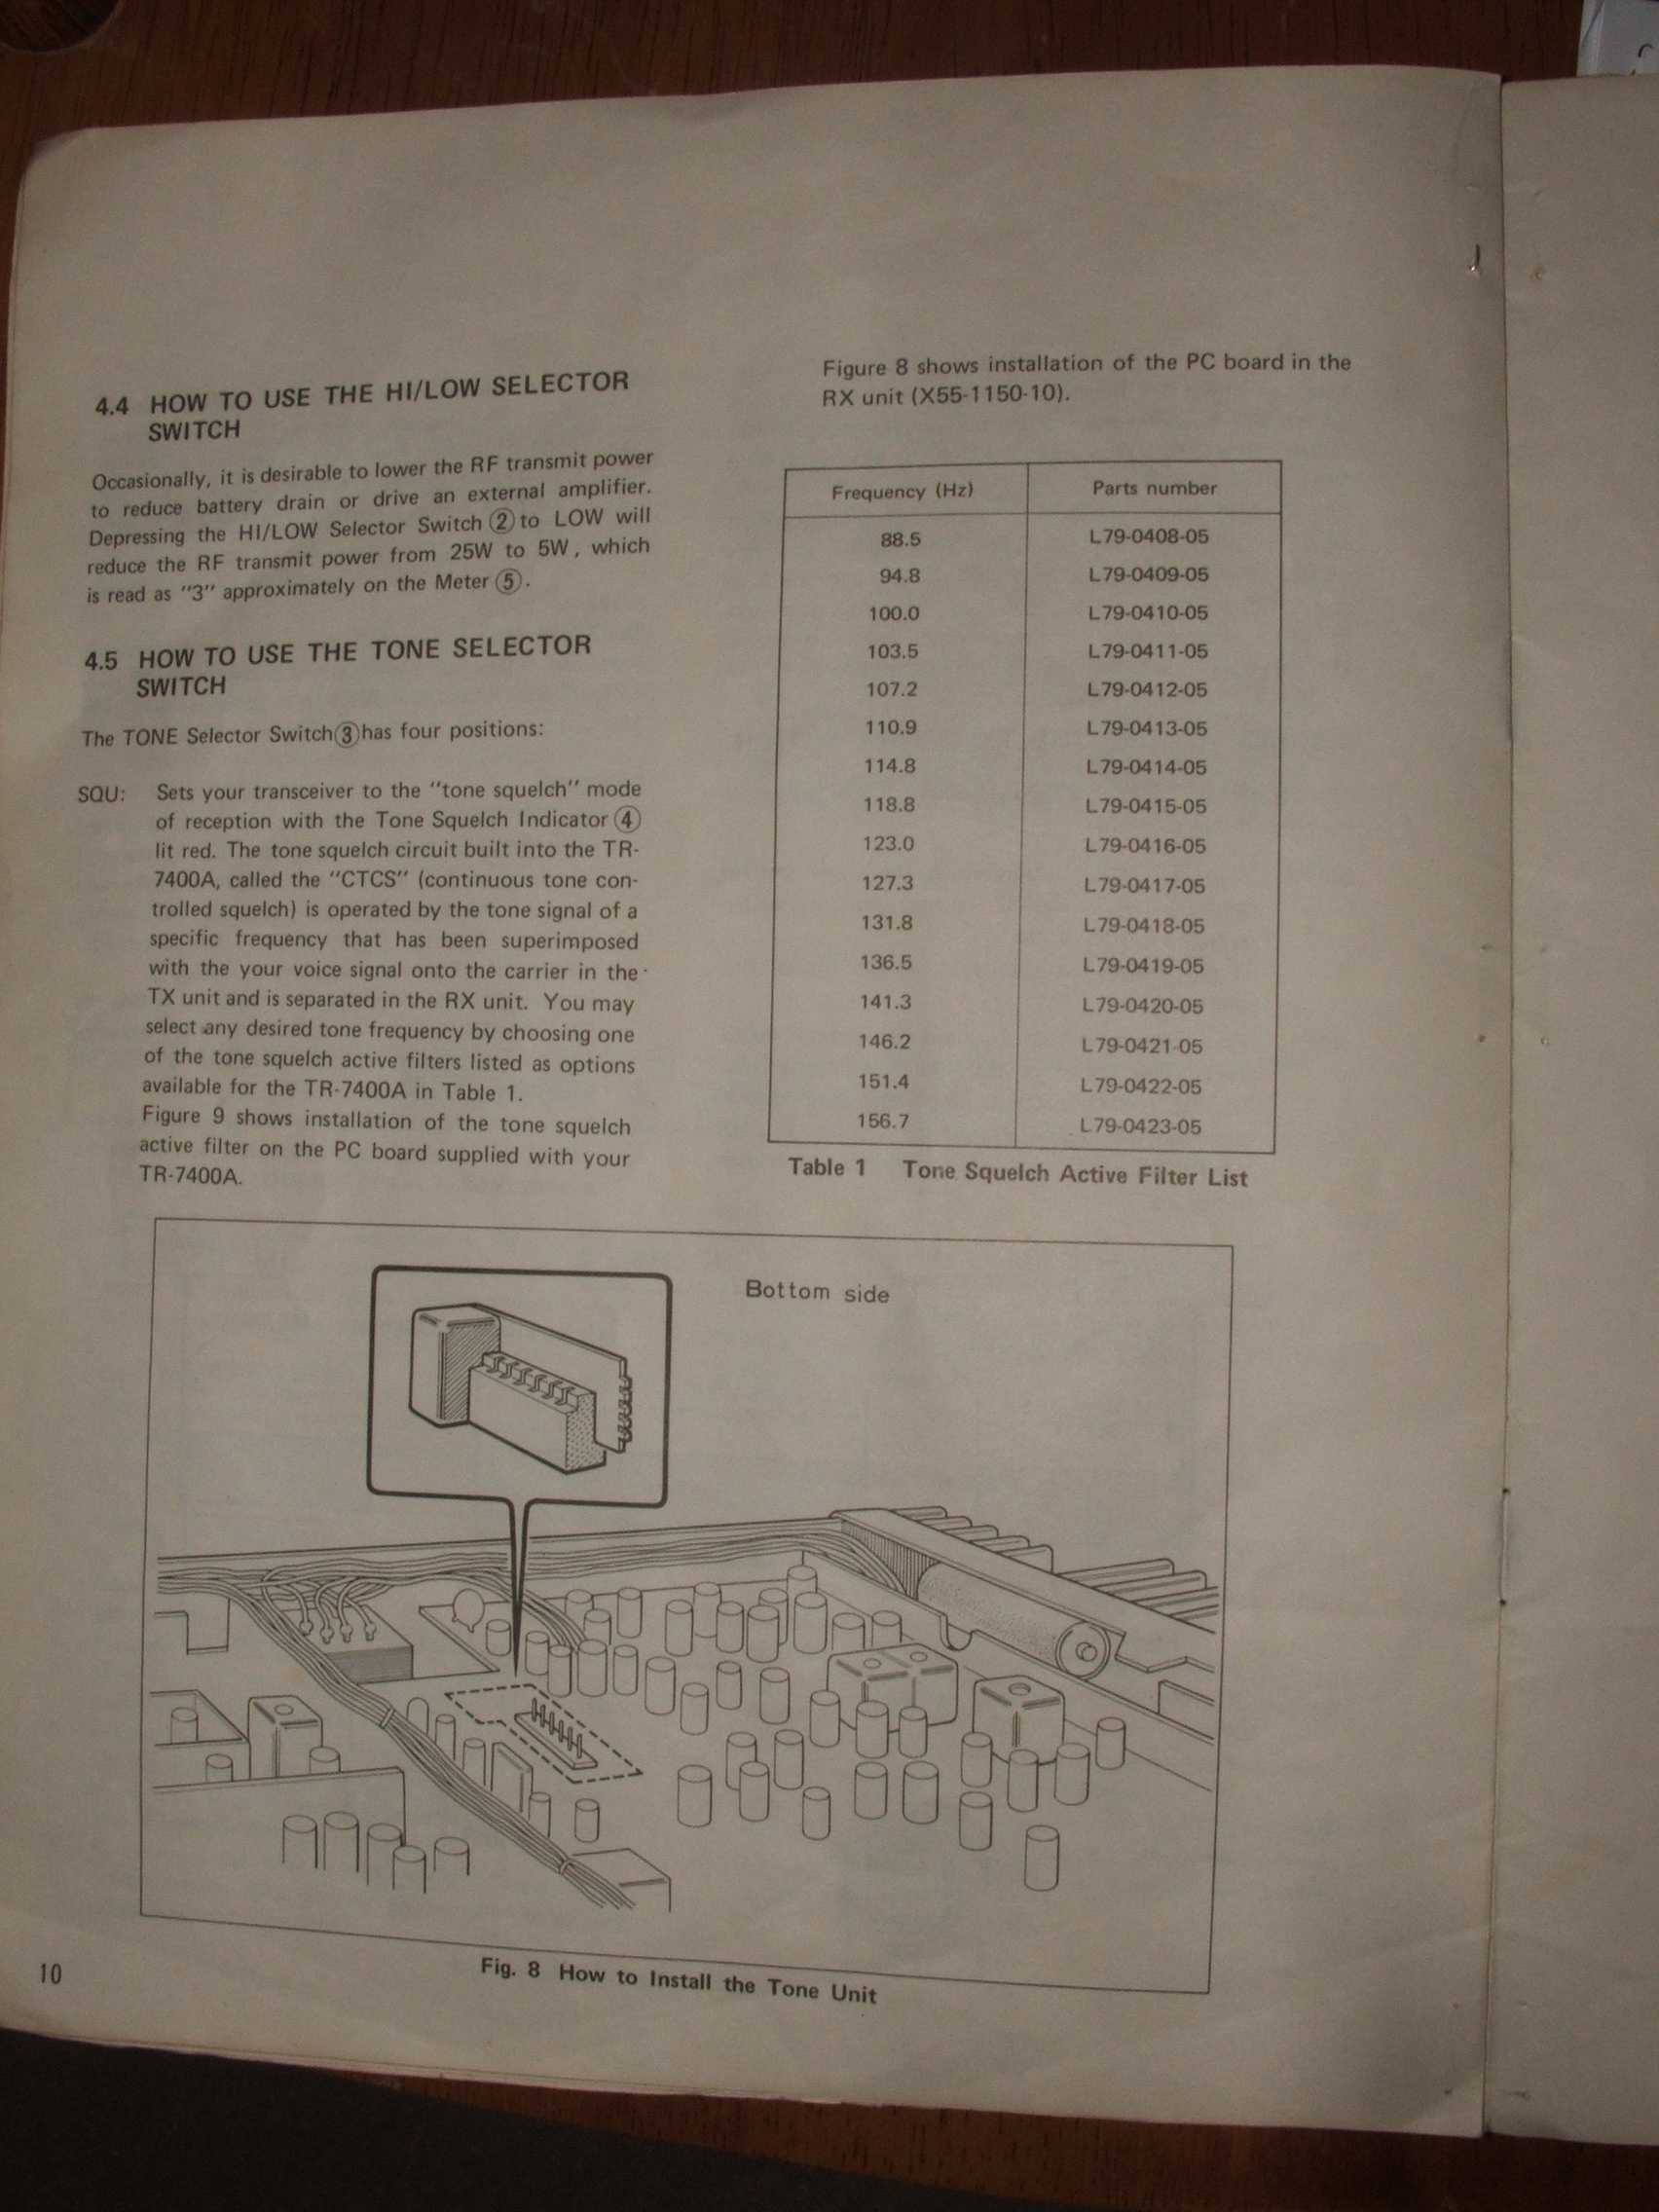 4.4 HOW TO USE THE HI/LOW SELECTOR
SWITCH
Occasionally, it is desirable to lower the RF transmit power
to reduce battery drain or drive an external amplifier.
Depressing the HI/LOW Selector Switch ② to LOW will
reduce the RF transmit power from 25W to 5W, which
is read as "3" approximately on the Meter ⑤.
4.5 HOW TO USE THE TONE SELECTOR
SWITCH
The TONE Selector Switch ③ has four positions:
SQU: Sets your transceiver to the "tone squelch" mode
of reception with the Tone Squelch Indicator ④
lit red. The tone squelch circuit built into the TR-
7400A, called the "CTCS" (continuous tone con-
trolled squelch) is operated by the tone signal of a
specific frequency that has been superimposed
with the your voice signal onto the carrier in the
TX unit and is separated in the RX unit. You may
select any desired tone frequency by choosing one
of the tone squelch active filters listed as options
available for the TR-7400A in Table 1.
Figure 9 shows installation of the tone squelch
active filter on the PC board supplied with your
TR-7400A.
Figure 8 shows installation of the PC board in the
RX unit (X55-1150-10).
Frequency (Hz) Parts number
88.5 L79-0408-05
94.8 L79-0409-05
100.0 L79-0410-05
103.5 L79-0411-05
107.2 L79-0412-05
110.9 L79-0413-05
114.8 L79-0414-05
118.8 L79-0415-05
123.0 L79-0416-05
127.3 L79-0417-05
131.8 L79-0418-05
136.5 L79-0419-05
141.3 L79-0420-05
146.2 L79-0421-05
151.4 L79-0422-05
156.7 L79-0423-05
Table 1 Tone Squelch Active Filter List
Bottom side
Fig. 8 How to Install the Tone Unit
10